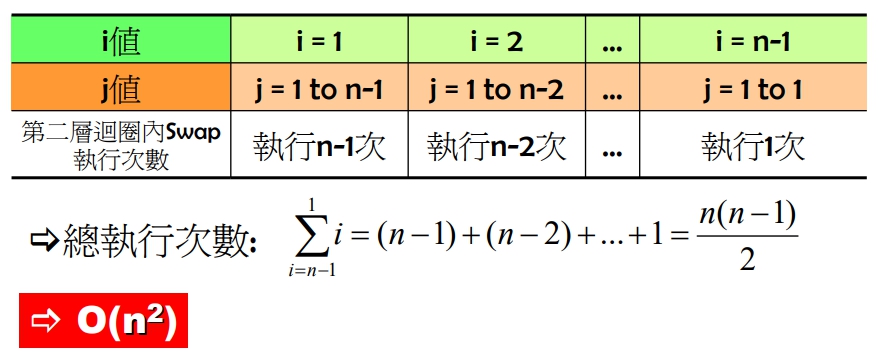 i值 i = 1 i = 2 ... i = n-1
j值 j = 1 to n-1 j = 1 to n-2 ... j = 1 to 1
第二層迴圈內Swap
執行次數 執行n-1次 執行n-2次 ... 執行1次
⇨總執行次數: \sum_{i=n-1}^{1} i = (n-1)+(n-2)+...+1 = \frac{n(n-1)}{2}
⇨ O(n²)